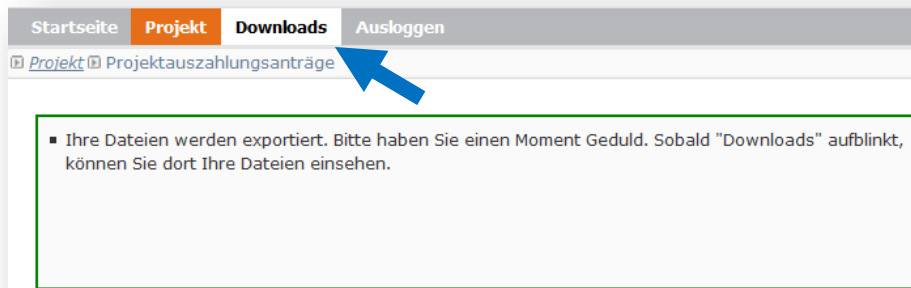 Startseite Projekt Downloads Ausloggen
Projekt Projektauszahlungsanträge
Ihre Dateien werden exportiert. Bitte haben Sie einen Moment Geduld. Sobald "Downloads" aufblinkt,
können Sie dort Ihre Dateien einsehen.